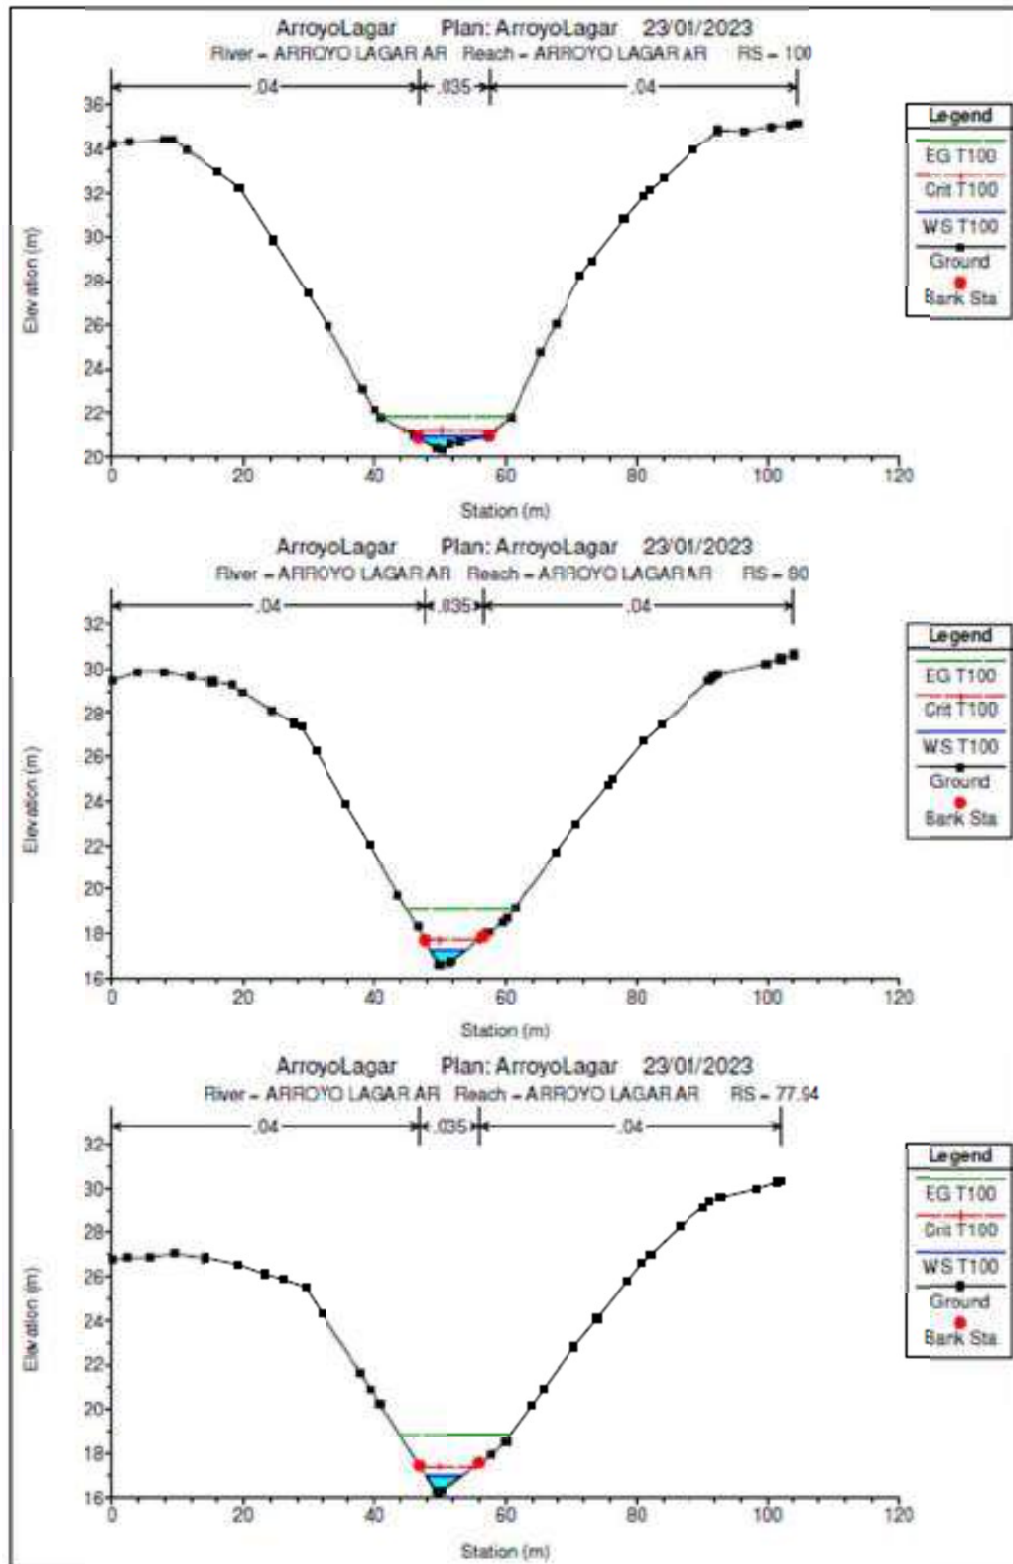 ArroyoLagar Plan: ArroyoLagar 23/01/2023
River = ARROYO LAGAR AR Reach = ARROYO LAGAR AR RS = 100
.04 .035 .04
Elevation (m)
36
34
32
30
28
26
24
22
20
0 20 40 60 80 100 120
Station (m)
Legend
EG T100
Crit T100
WS T100
Ground
Bank Sta
ArroyoLagar Plan: ArroyoLagar 23/01/2023
River = ARROYO LAGAR AR Reach = ARROYO LAGAR AR RS = 80
.04 .035 .04
Elevation (m)
32
30
28
26
24
22
20
18
16
0 20 40 60 80 100 120
Station (m)
Legend
EG T100
Crit T100
WS T100
Ground
Bank Sta
ArroyoLagar Plan: ArroyoLagar 23/01/2023
River = ARROYO LAGAR AR Reach = ARROYO LAGAR AR RS = 77.94
.04 .035 .04
Elevation (m)
32
30
28
26
24
22
20
18
16
0 20 40 60 80 100 120
Station (m)
Legend
EG T100
Crit T100
WS T100
Ground
Bank Sta